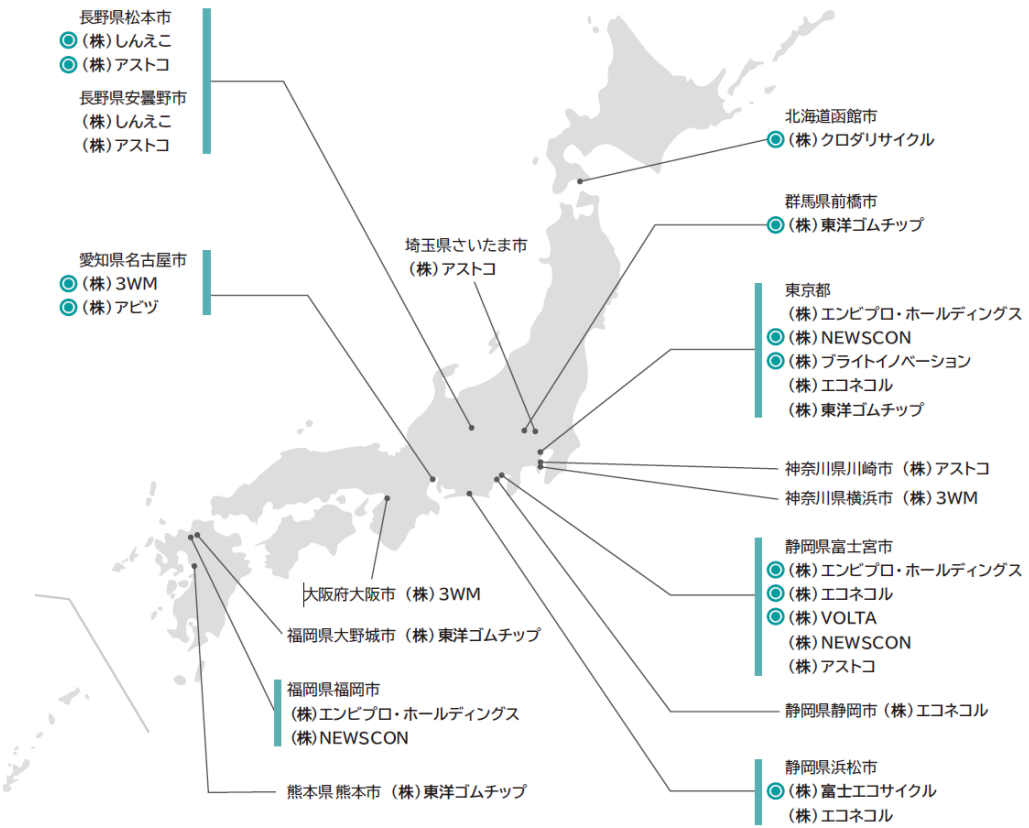 長野県松本市
(株)しんえこ
(株)アストコ
長野県安曇野市
(株)しんえこ
(株)アストコ
愛知県名古屋市
(株)3WM
(株)アビヅ
埼玉県さいたま市
(株)アストコ
北海道函館市
(株)クロダリサイクル
群馬県前橋市
(株)東洋ゴムチップ
東京都
(株)エンビプロ・ホールディングス
(株)NEWSCON
(株)ブライトイノベーション
(株)エコネコル
(株)東洋ゴムチップ
神奈川県川崎市 (株)アストコ
神奈川県横浜市 (株)3WM
静岡県富士宮市
(株)エンビプロ・ホールディングス
(株)エコネコル
(株)VOLTA
(株)NEWSCON
(株)アストコ
静岡県静岡市 (株)エコネコル
静岡県浜松市
(株)富士エコサイクル
(株)エコネコル
大阪府大阪市 (株)3WM
福岡県大野城市 (株)東洋ゴムチップ
福岡県福岡市
(株)エンビプロ・ホールディングス
(株)NEWSCON
熊本県熊本市 (株)東洋ゴムチップ